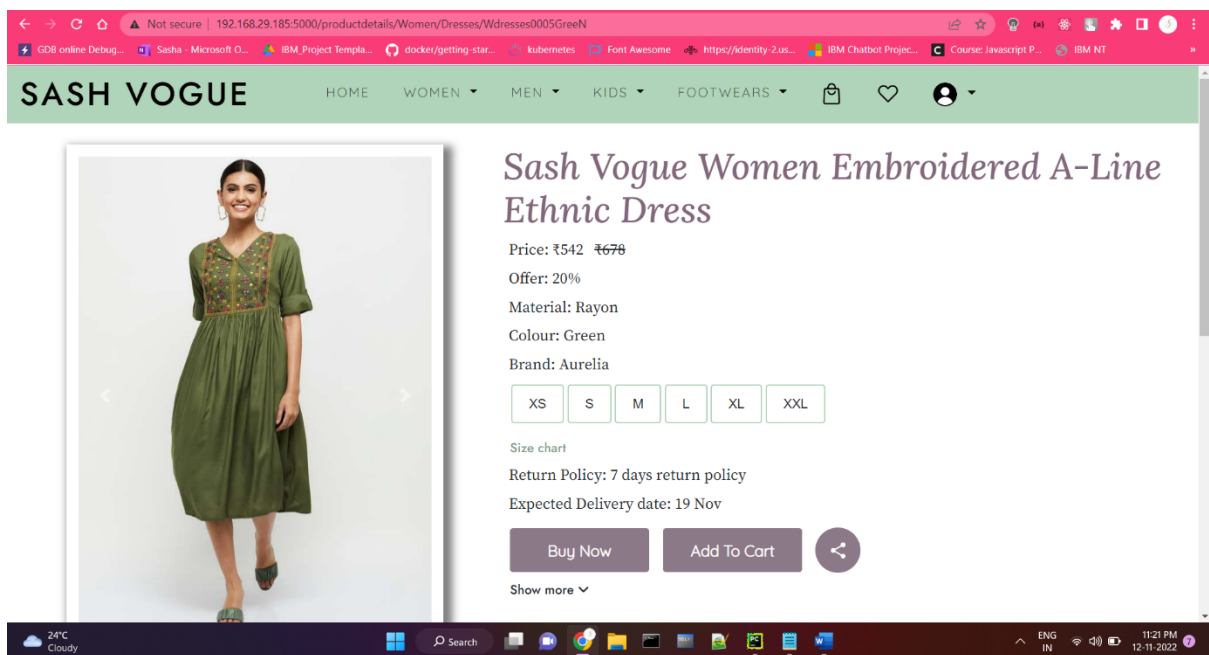 Not secure | 192.168.29.185:5000/productdetails/Women/Dresses/Wdresses0005GreeN
GDB online Debug... Sasha - Microsoft O... IBM_Project Templa... docker/getting-star... kubernetes Font Awesome https://identity-2.us... IBM Chatbot Projec... Course: Javascript P... IBM NT »
SASH VOGUE HOME WOMEN MEN KIDS FOOTWEARS
Sash Vogue Women Embroidered A-Line
Ethnic Dress
Price: ₹542 ₹678
Offer: 20%
Material: Rayon
Colour: Green
Brand: Aurelia
XS S M L XL XXL
Size chart
Return Policy: 7 days return policy
Expected Delivery date: 19 Nov
Buy Now Add To Cart
Show more
24°C
Cloudy
Search
ENG
IN
11:21 PM
12-11-2022
7